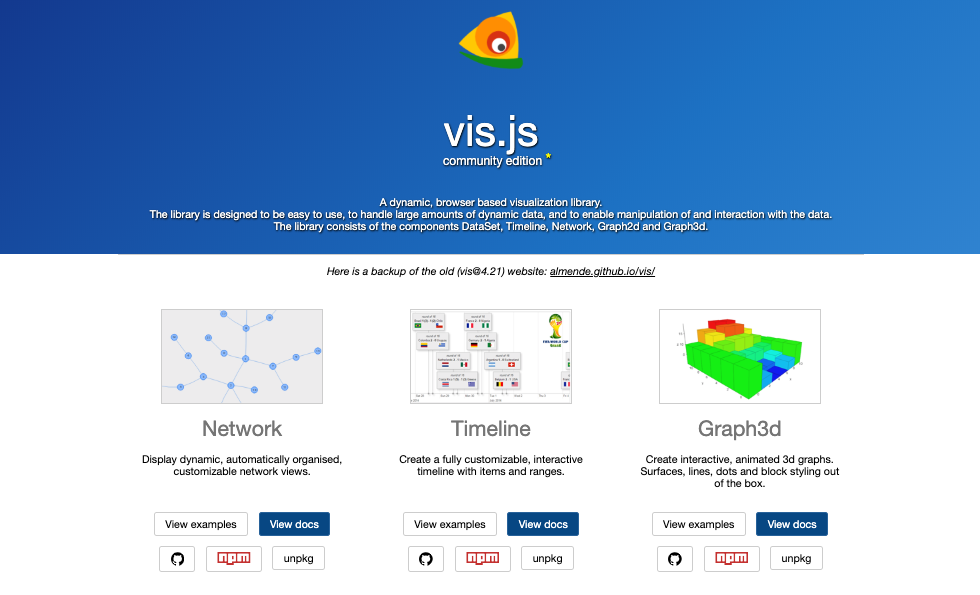 vis.js
community edition *
A dynamic, browser based visualization library.
The library is designed to be easy to use, to handle large amounts of dynamic data, and to enable manipulation of and interaction with the data.
The library consists of the components DataSet, Timeline, Network, Graph2d and Graph3d.
Here is a backup of the old (vis@4.21) website: almende.github.io/vis/
Network
Display dynamic, automatically organised,
customizable network views.
View examples
View docs
npm
unpkg
Timeline
Create a fully customizable, interactive
timeline with items and ranges.
View examples
View docs
npm
unpkg
Graph3d
Create interactive, animated 3d graphs.
Surfaces, lines, dots and block styling out
of the box.
View examples
View docs
npm
unpkg